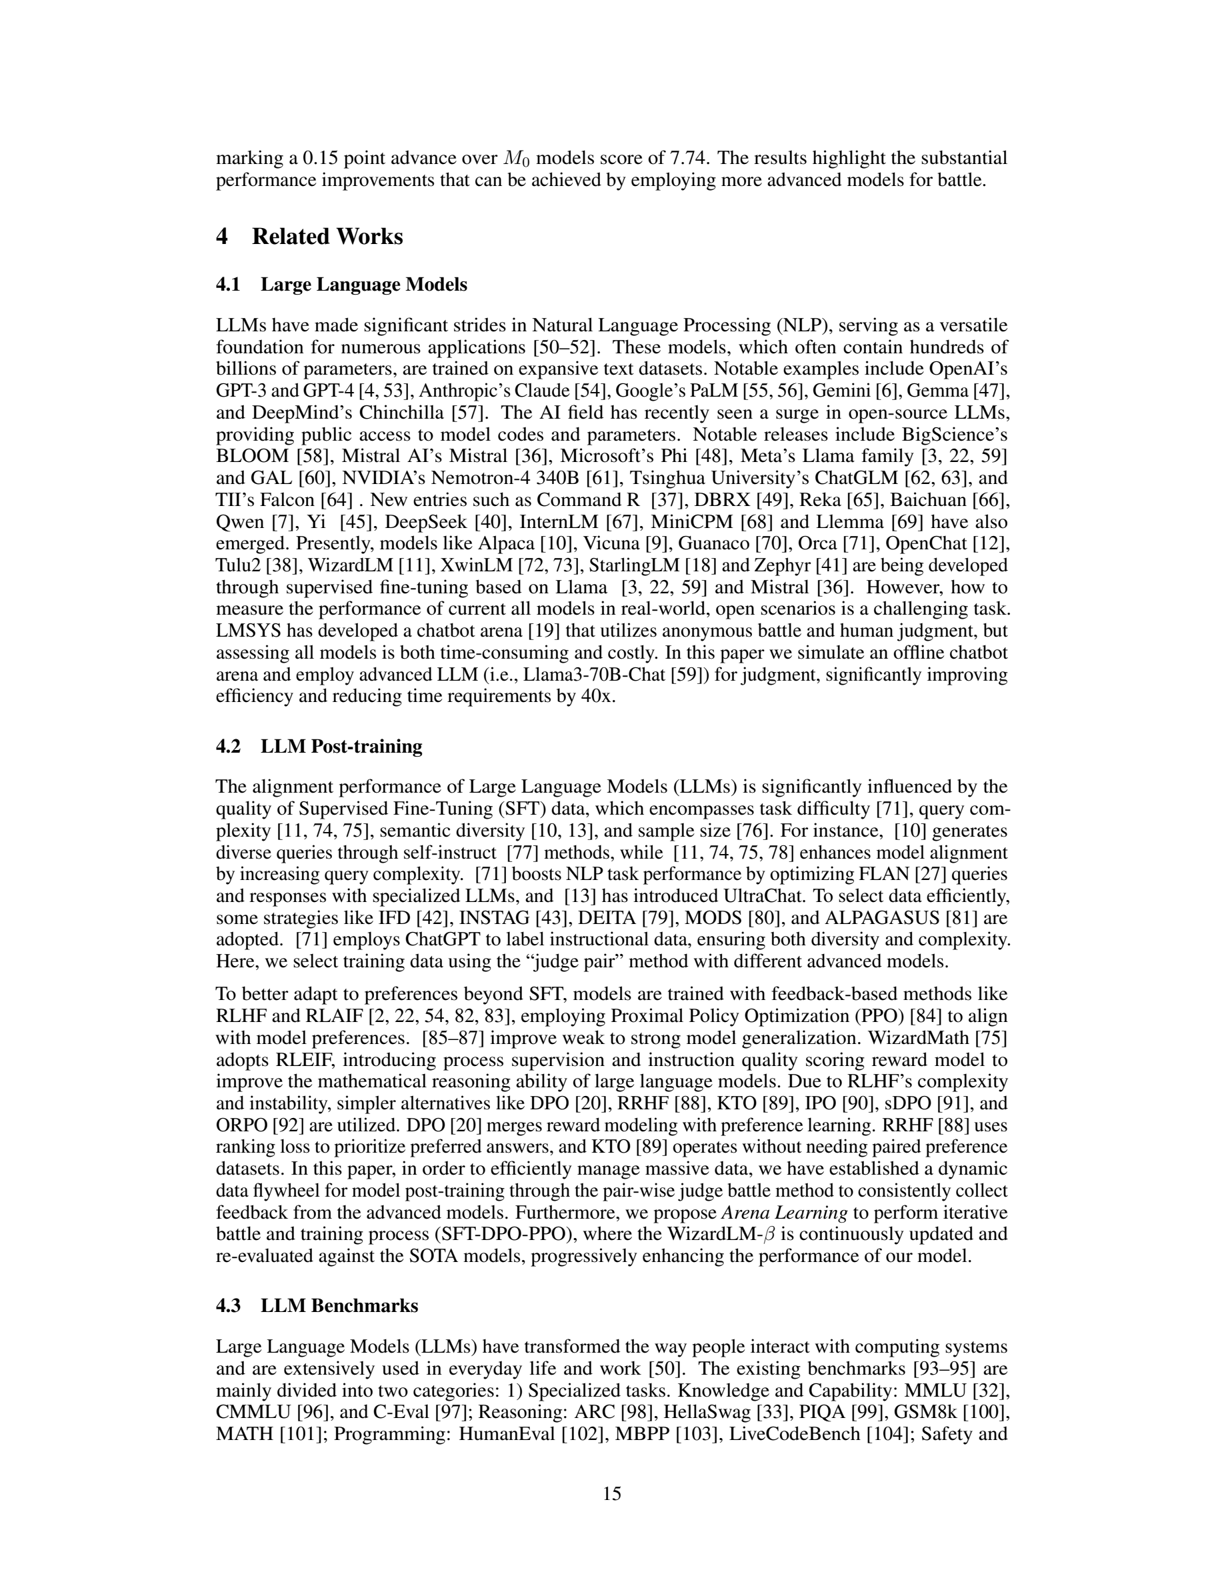 marking a 0.15 point advance over M0 models score of 7.74. The results highlight the substantial
performance improvements that can be achieved by employing more advanced models for battle.
4 Related Works
4.1 Large Language Models
LLMs have made significant strides in Natural Language Processing (NLP), serving as a versatile
foundation for numerous applications [50–52]. These models, which often contain hundreds of
billions of parameters, are trained on expansive text datasets. Notable examples include OpenAI’s
GPT-3 and GPT-4 [4, 53], Anthropic’s Claude [54], Google’s PaLM [55, 56], Gemini [6], Gemma [47],
and DeepMind’s Chinchilla [57]. The AI field has recently seen a surge in open-source LLMs,
providing public access to model codes and parameters. Notable releases include BigScience’s
BLOOM [58], Mistral AI’s Mistral [36], Microsoft’s Phi [48], Meta’s Llama family [3, 22, 59]
and GAL [60], NVIDIA’s Nemotron-4 340B [61], Tsinghua University’s ChatGLM [62, 63], and
TII’s Falcon [64] . New entries such as Command R [37], DBRX [49], Reka [65], Baichuan [66],
Qwen [7], Yi [45], DeepSeek [40], InternLM [67], MiniCPM [68] and Llemma [69] have also
emerged. Presently, models like Alpaca [10], Vicuna [9], Guanaco [70], Orca [71], OpenChat [12],
Tulu2 [38], WizardLM [11], XwinLM [72, 73], StarlingLM [18] and Zephyr [41] are being developed
through supervised fine-tuning based on Llama [3, 22, 59] and Mistral [36]. However, how to
measure the performance of current all models in real-world, open scenarios is a challenging task.
LMSYS has developed a chatbot arena [19] that utilizes anonymous battle and human judgment, but
assessing all models is both time-consuming and costly. In this paper we simulate an offline chatbot
arena and employ advanced LLM (i.e., Llama3-70B-Chat [59]) for judgment, significantly improving
efficiency and reducing time requirements by 40x.
4.2 LLM Post-training
The alignment performance of Large Language Models (LLMs) is significantly influenced by the
quality of Supervised Fine-Tuning (SFT) data, which encompasses task difficulty [71], query com-
plexity [11, 74, 75], semantic diversity [10, 13], and sample size [76]. For instance, [10] generates
diverse queries through self-instruct [77] methods, while [11, 74, 75, 78] enhances model alignment
by increasing query complexity. [71] boosts NLP task performance by optimizing FLAN [27] queries
and responses with specialized LLMs, and [13] has introduced UltraChat. To select data efficiently,
some strategies like IFD [42], INSTAG [43], DEITA [79], MODS [80], and ALPAGASUS [81] are
adopted. [71] employs ChatGPT to label instructional data, ensuring both diversity and complexity.
Here, we select training data using the “judge pair” method with different advanced models.
To better adapt to preferences beyond SFT, models are trained with feedback-based methods like
RLHF and RLAIF [2, 22, 54, 82, 83], employing Proximal Policy Optimization (PPO) [84] to align
with model preferences. [85–87] improve weak to strong model generalization. WizardMath [75]
adopts RLEIF, introducing process supervision and instruction quality scoring reward model to
improve the mathematical reasoning ability of large language models. Due to RLHF’s complexity
and instability, simpler alternatives like DPO [20], RRHF [88], KTO [89], IPO [90], sDPO [91], and
ORPO [92] are utilized. DPO [20] merges reward modeling with preference learning. RRHF [88] uses
ranking loss to prioritize preferred answers, and KTO [89] operates without needing paired preference
datasets. In this paper, in order to efficiently manage massive data, we have established a dynamic
data flywheel for model post-training through the pair-wise judge battle method to consistently collect
feedback from the advanced models. Furthermore, we propose Arena Learning to perform iterative
battle and training process (SFT-DPO-PPO), where the WizardLM-β is continuously updated and
re-evaluated against the SOTA models, progressively enhancing the performance of our model.
4.3 LLM Benchmarks
Large Language Models (LLMs) have transformed the way people interact with computing systems
and are extensively used in everyday life and work [50]. The existing benchmarks [93–95] are
mainly divided into two categories: 1) Specialized tasks. Knowledge and Capability: MMLU [32],
CMMLU [96], and C-Eval [97]; Reasoning: ARC [98], HellaSwag [33], PIQA [99], GSM8k [100],
MATH [101]; Programming: HumanEval [102], MBPP [103], LiveCodeBench [104]; Safety and
15